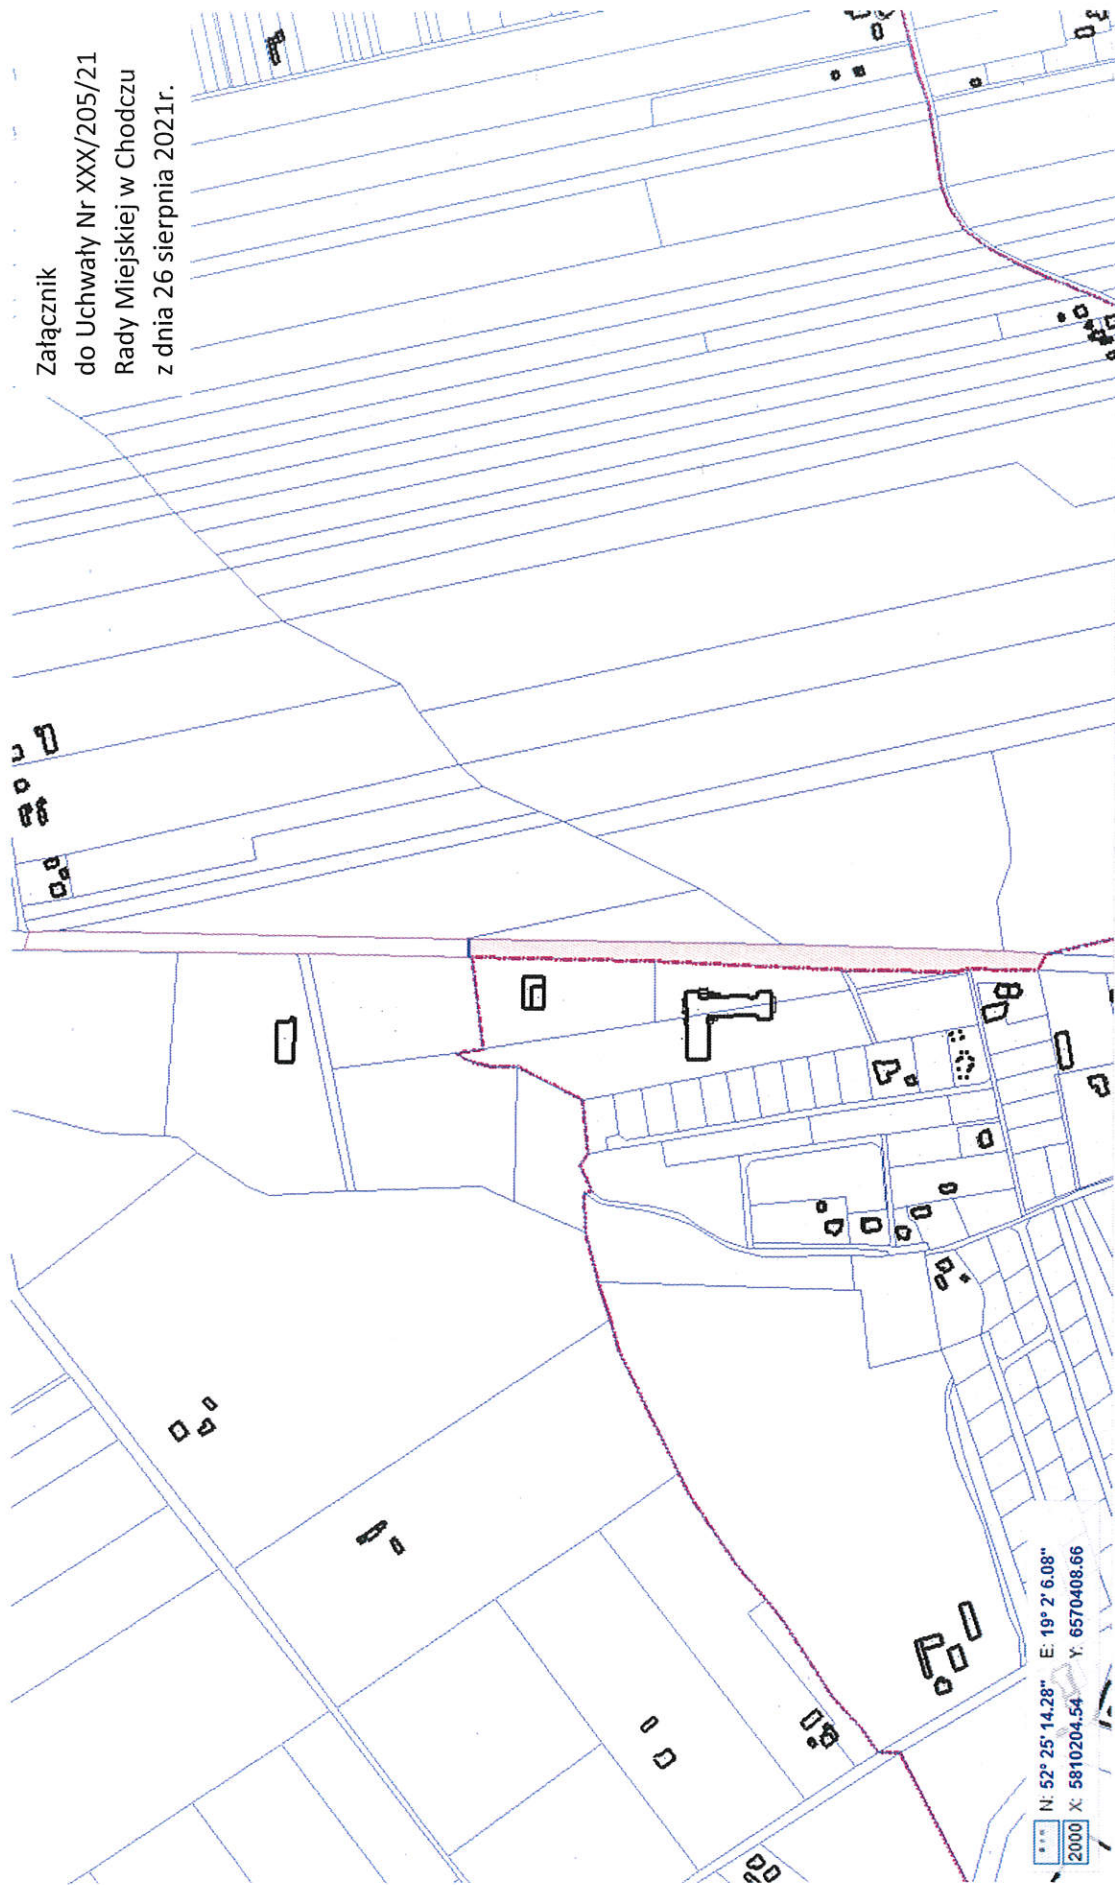 Załącznik
do Uchwały Nr XXX/205/21
Rady Miejskiej w Chodczu
z dnia 26 sierpnia 2021r.
N: 52° 25' 14.28" E: 19° 2' 6.08"
2000 X: 5810204.54 Y: 6570408.66